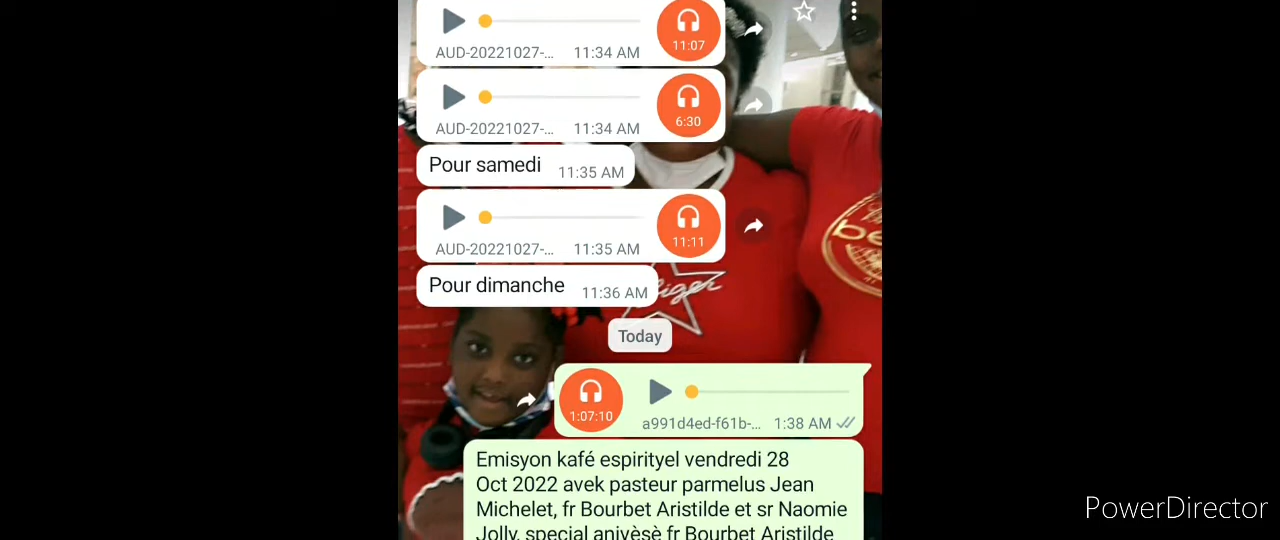 11:07
AUD-20221027-... 11:34 AM
6:30
AUD-20221027-... 11:34 AM
Pour samedi 11:35 AM
11:11
AUD-20221027-... 11:35 AM
Pour dimanche 11:36 AM
Today
1:07:10
a991d4ed-f61b-... 1:38 AM
Emisyon kafé espirityel vendredi 28
Oct 2022 avek pasteur parmelus Jean
Michelet, fr Bourbet Aristilde et sr Naomie
Jolly, special anivèsè fr Bourbet Aristilde
PowerDirector